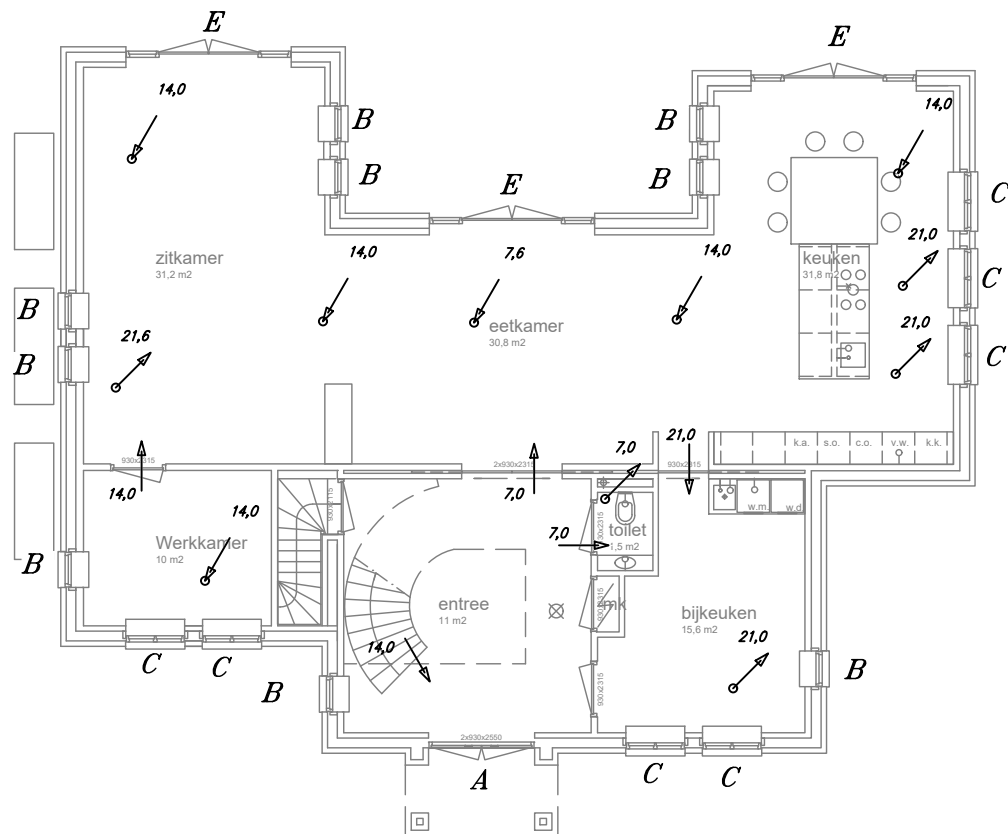 E
E
14,0
14,0
B
B
B
B
C
E
zitkamer
31,2 m2
14,0
7,6
14,0
21,0
keuken
31,8 m2
C
B
eetkamer
30,8 m2
21,0
21,6
B
C
k.a.
s.o.
c.o.
v.w.
k.k.
7,0
21,0
930x2315
2x930x2315
930x2315
14,0
7,0
14,0
930x2115
w.m.
w.d.
toilet
1,5 m2
930x2315
7,0
Werkkamer
10 m2
B
entree
11 m2
mk
930x2315
bijkeuken
15,6 m2
14,0
21,0
C
C
B
930x2315
B
2x930x2550
A
C
C